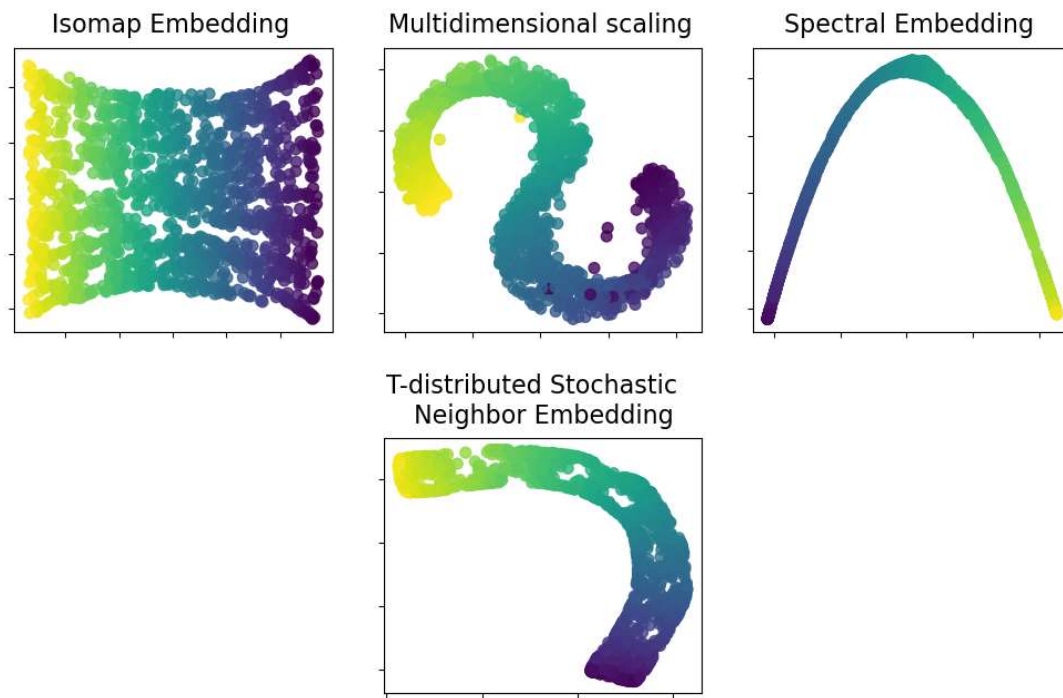 Isomap Embedding
Multidimensional scaling
Spectral Embedding
T-distributed Stochastic
Neighbor Embedding